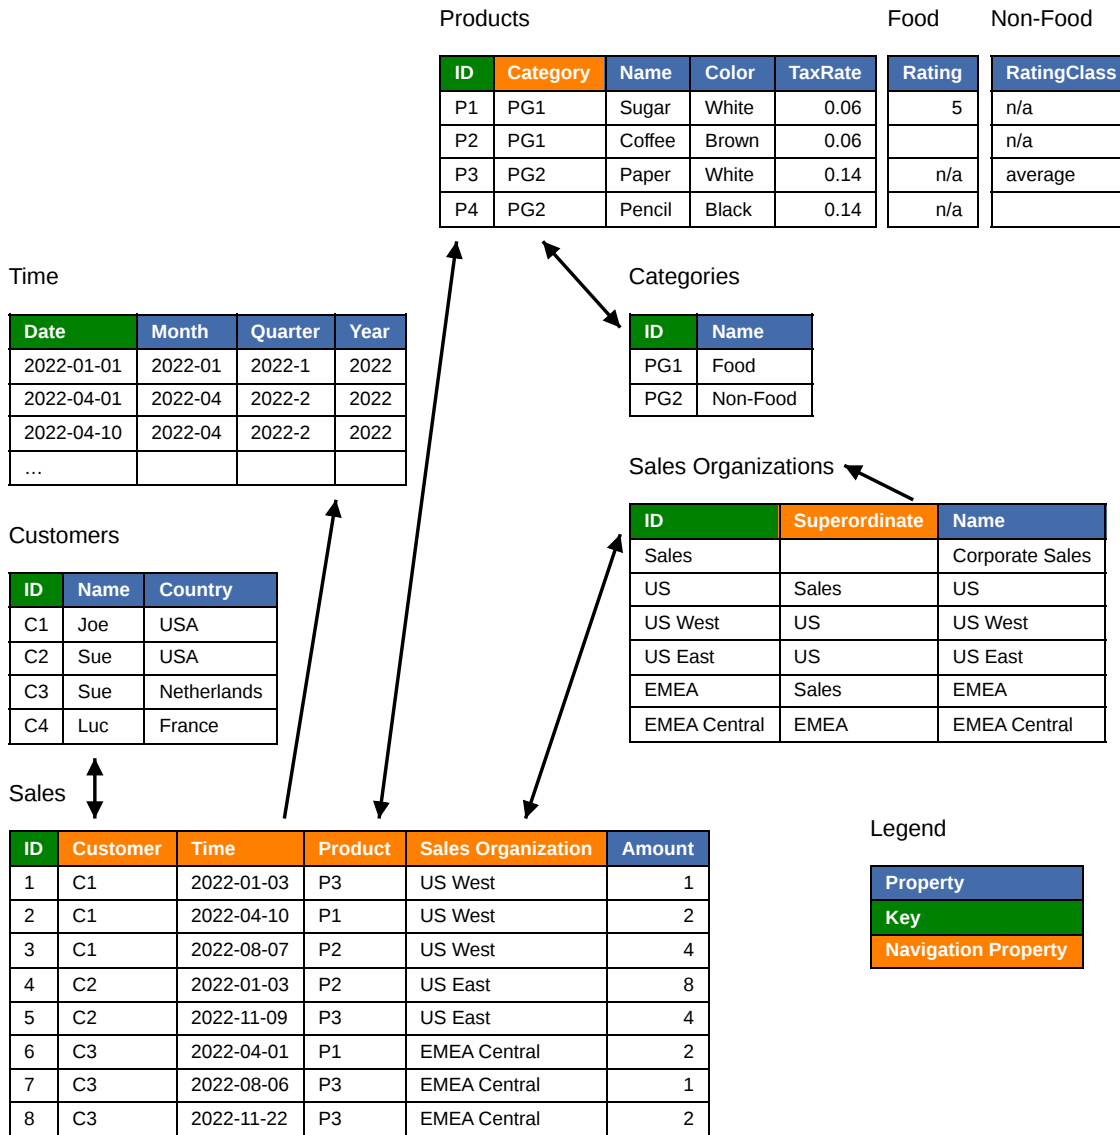 Products Food Non-Food
ID Category Name Color TaxRate Rating RatingClass
P1 PG1 Sugar White 0.06 5 n/a
P2 PG1 Coffee Brown 0.06 n/a
P3 PG2 Paper White 0.14 n/a average
P4 PG2 Pencil Black 0.14 n/a
Time
Date Month Quarter Year
2022-01-01 2022-01 2022-1 2022
2022-04-01 2022-04 2022-2 2022
2022-04-10 2022-04 2022-2 2022
…
Categories
ID Name
PG1 Food
PG2 Non-Food
Sales Organizations
ID Superordinate Name
Sales Corporate Sales
US Sales US
US West US US West
US East US US East
EMEA Sales EMEA
EMEA Central EMEA EMEA Central
Customers
ID Name Country
C1 Joe USA
C2 Sue USA
C3 Sue Netherlands
C4 Luc France
Sales
ID Customer Time Product Sales Organization Amount
1 C1 2022-01-03 P3 US West 1
2 C1 2022-04-10 P1 US West 2
3 C1 2022-08-07 P2 US West 4
4 C2 2022-01-03 P2 US East 8
5 C2 2022-11-09 P3 US East 4
6 C3 2022-04-01 P1 EMEA Central 2
7 C3 2022-08-06 P3 EMEA Central 1
8 C3 2022-11-22 P3 EMEA Central 2
Legend
Property
Key
Navigation Property